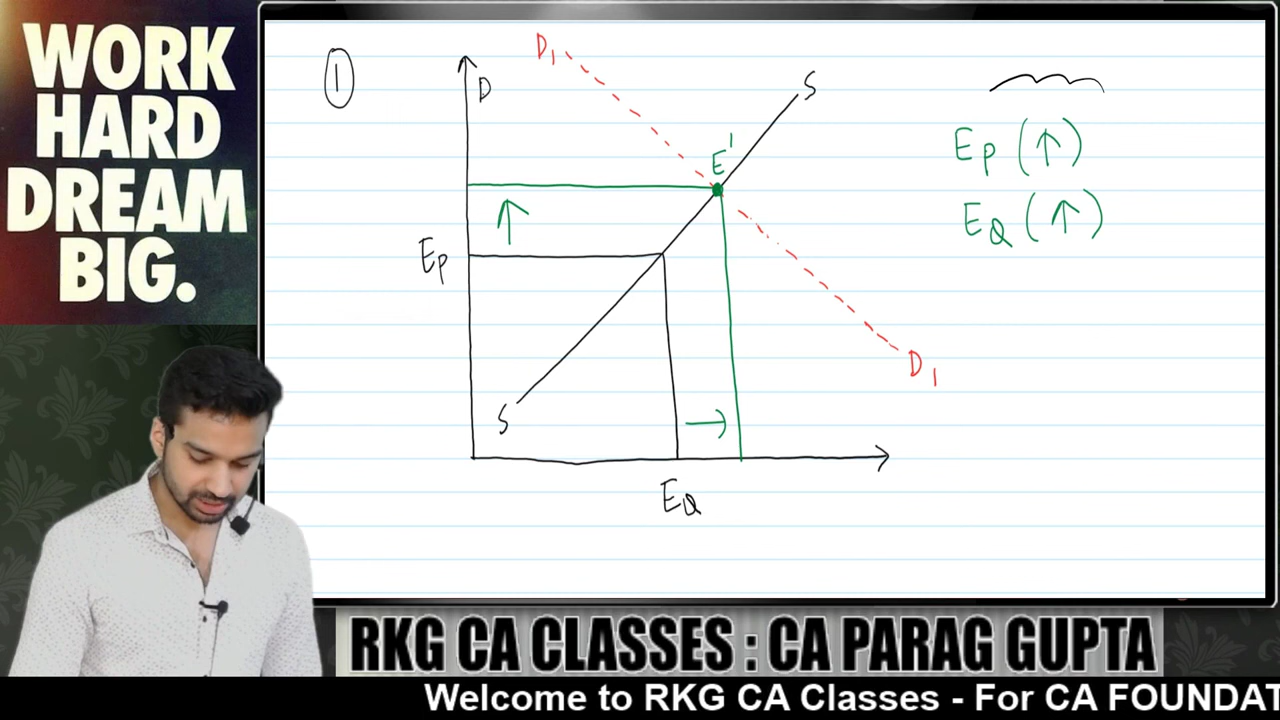 WORK
HARD
DREAM
BIG.
1
D1
D
S
E'
EP (↑)
EQ (↑)
EP
D1
S
EQ
RKG CA CLASSES : CA PARAG GUPTA
Welcome to RKG CA Classes - For CA FOUNDAT